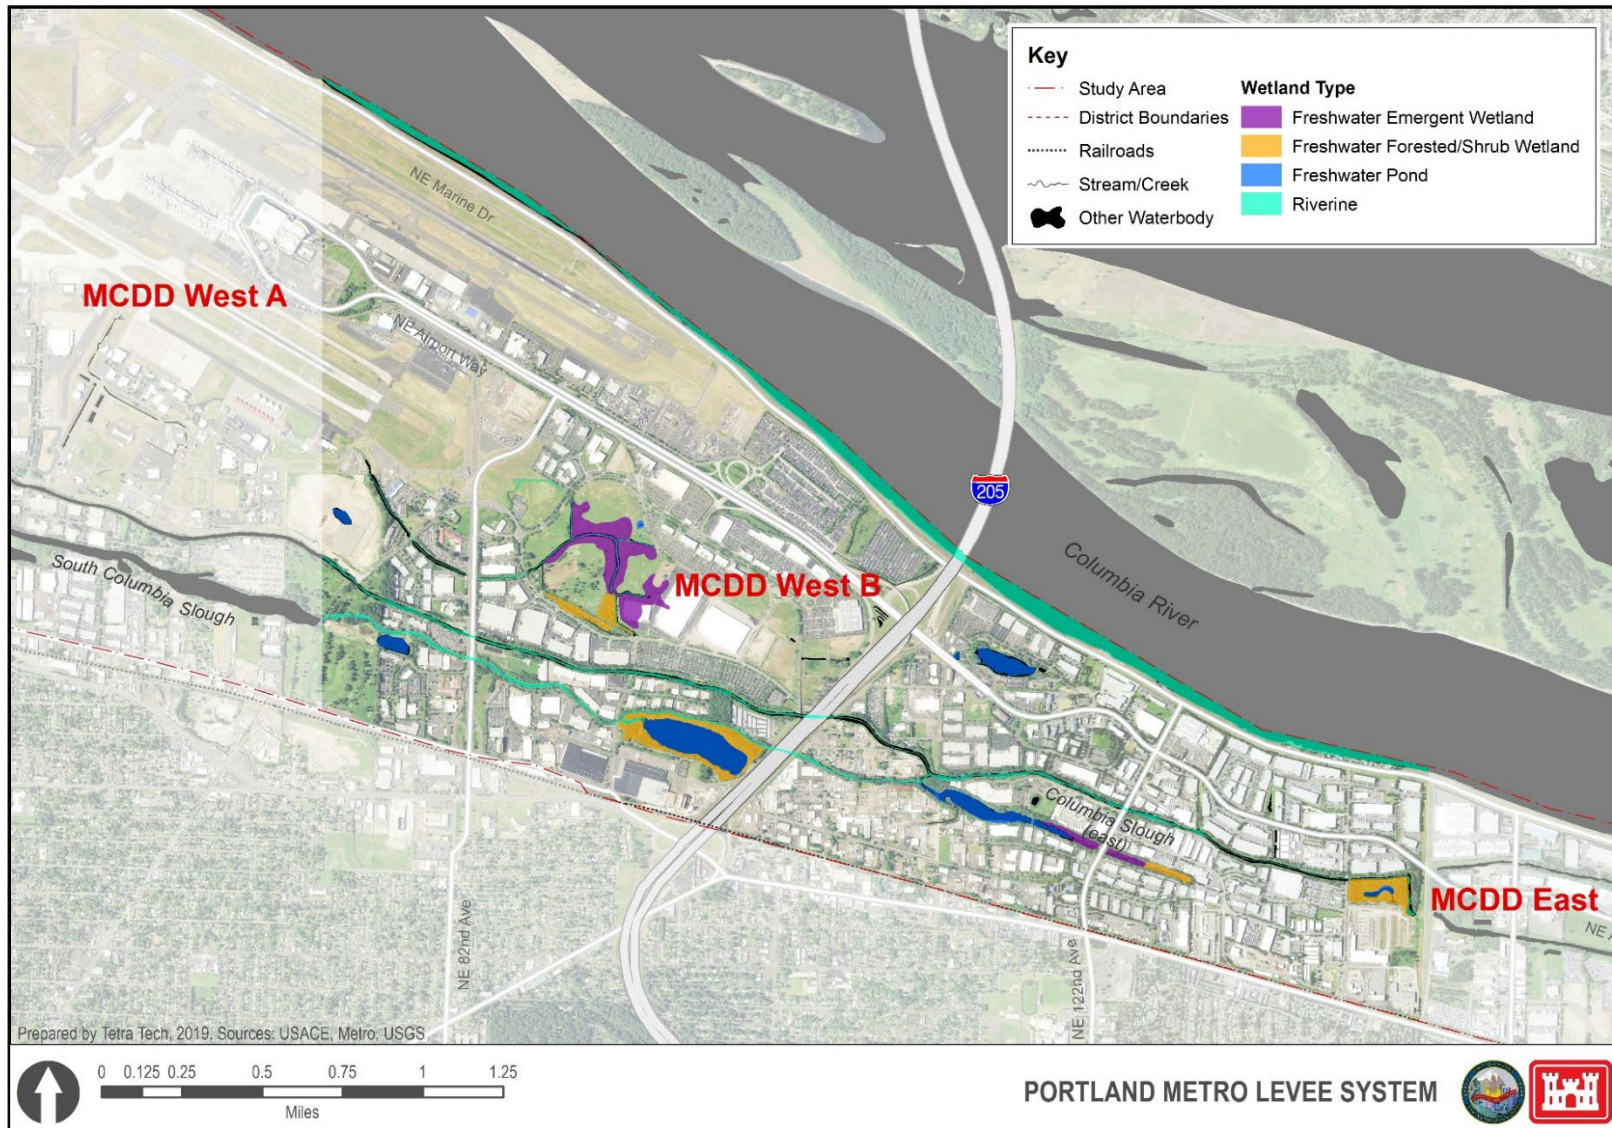 Key
Study Area
District Boundaries
Railroads
Stream/Creek
Other Waterbody
Wetland Type
Freshwater Emergent Wetland
Freshwater Forested/Shrub Wetland
Freshwater Pond
Riverine
NE Marine Dr
MCDD West A
NE Airport Way
205
Columbia River
South Columbia Slough
MCDD West B
Columbia Slough
(east)
MCDD East
NE A
NE 82nd Ave
NE 122nd Ave
Prepared by Tetra Tech, 2019. Sources: USACE, Metro, USGS
0 0.125 0.25 0.5 0.75 1 1.25
Miles
PORTLAND METRO LEVEE SYSTEM